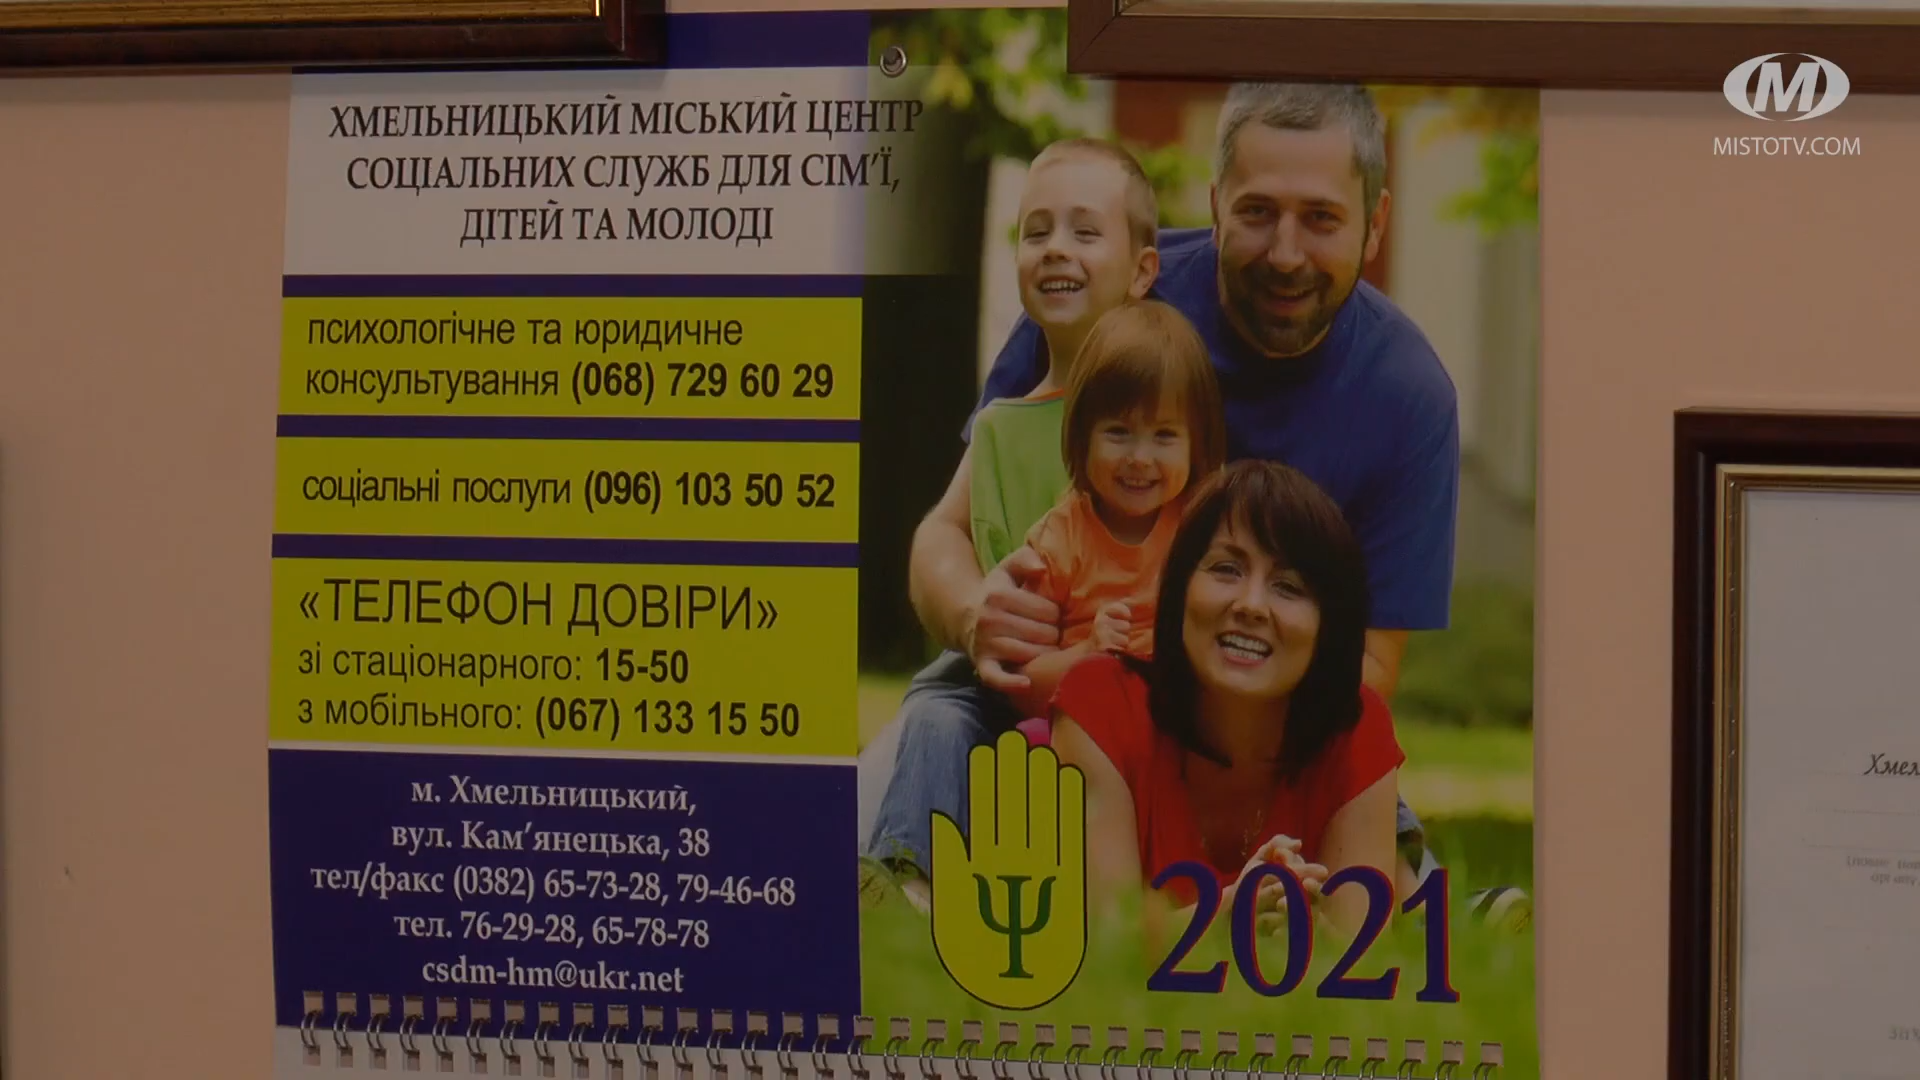 ХМЕЛЬНИЦЬКИЙ МІСЬКИЙ ЦЕНТР
СОЦІАЛЬНИХ СЛУЖБ ДЛЯ СІМ’Ї,
ДІТЕЙ ТА МОЛОДІ
психологічне та юридичне
консультування (068) 729 60 29
соціальні послуги (096) 103 50 52
«ТЕЛЕФОН ДОВІРИ»
зі стаціонарного: 15-50
з мобільного: (067) 133 15 50
м. Хмельницький,
вул. Кам’янецька, 38
тел/факс (0382) 65-73-28, 79-46-68
тел. 76-29-28, 65-78-78
csdm-hm@ukr.net
Ψ
2021
M
MISTOTV.COM